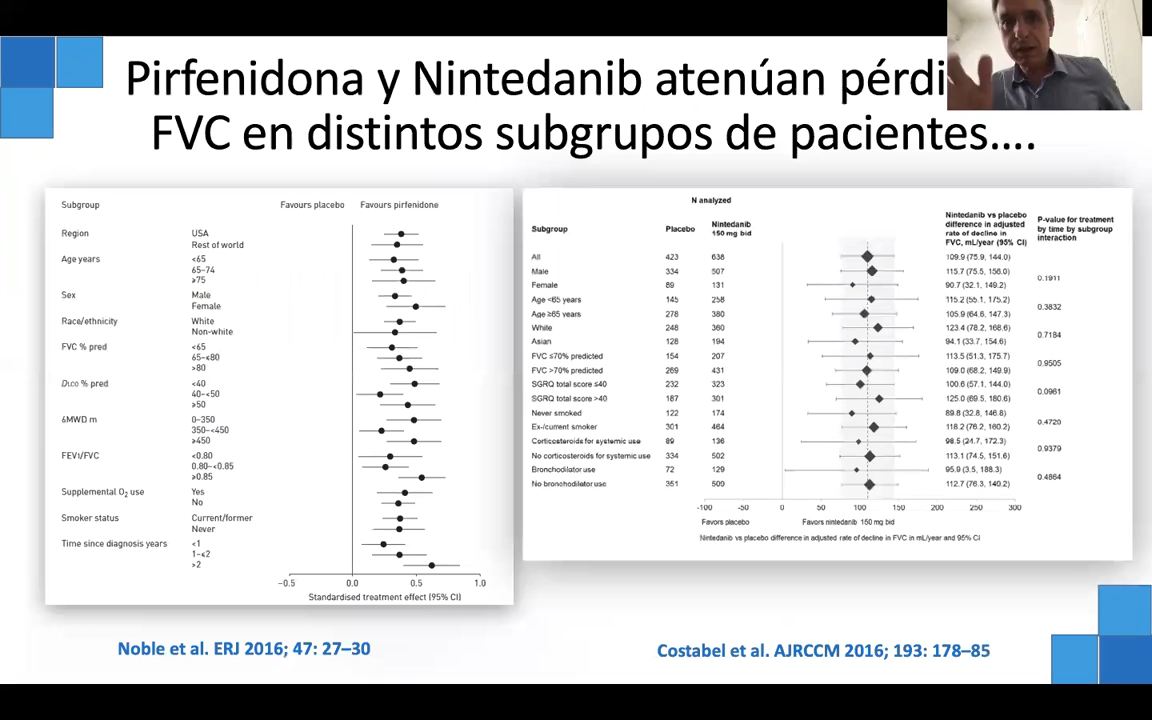 Pirfenidona y Nintedanib atenúan
FVC en distintos subgrupos de pacientes….
Subgroup Favours placebo Favours pirfenidone
Region USA
Rest of world
Age years <65
65–74
≥75
Sex Male
Female
Race/ethnicity White
Non-white
FVC % pred <65
65–<80
>80
DLCO % pred <40
40–<50
≥50
6MWD m 0–350
350–<450
≥450
FEV1/FVC <0.80
0.80–<0.85
≥0.85
Supplemental O2 use Yes
No
Smoker status Current/former
Never
Time since diagnosis years <1
1–<2
>2
−0.5 0.0 0.5 1.0
Standardised treatment effect (95% CI)
Noble et al. ERJ 2016; 47: 27–30
N analyzed
Subgroup Placebo Nintedanib 150 mg bid Nintedanib vs placebo difference in adjusted rate of decline in FVC, mL/year (95% CI) P-value for treatment by time by subgroup interaction
All 423 638 109.9 (75.9, 144.0)
Male 334 507 115.7 (75.5, 156.0)
0.1911
Female 89 131 90.7 (32.1, 149.2)
Age <65 years 145 258 115.2 (55.1, 175.2)
0.3832
Age ≥65 years 278 380 105.9 (64.6, 147.3)
White 248 360 123.4 (78.2, 168.6)
0.7184
Asian 128 194 94.1 (33.7, 154.6)
FVC ≤70% predicted 154 207 113.5 (51.3, 175.7)
0.9505
FVC >70% predicted 269 431 109.0 (68.2, 149.9)
SGRQ total score ≤40 232 323 100.6 (57.1, 144.0)
0.0961
SGRQ total score >40 187 301 125.0 (69.5, 180.6)
Never smoked 122 174 89.8 (32.8, 146.8)
0.4720
Ex-/current smoker 301 464 118.2 (76.2, 160.2)
Corticosteroids for systemic use 89 136 98.5 (24.7, 172.3)
0.9379
No corticosteroids for systemic use 334 502 113.1 (74.5, 151.6)
Bronchodilator use 72 129 95.9 (3.5, 188.3)
0.4864
No bronchodilator use 351 509 112.7 (76.3, 149.2)
-100 -50 0 50 100 150 200 250 300
Favors placebo Favors nintedanib 150 mg bid
Nintedanib vs placebo difference in adjusted rate of decline in FVC in mL/year and 95% CI
Costabel et al. AJRCCM 2016; 193: 178–85